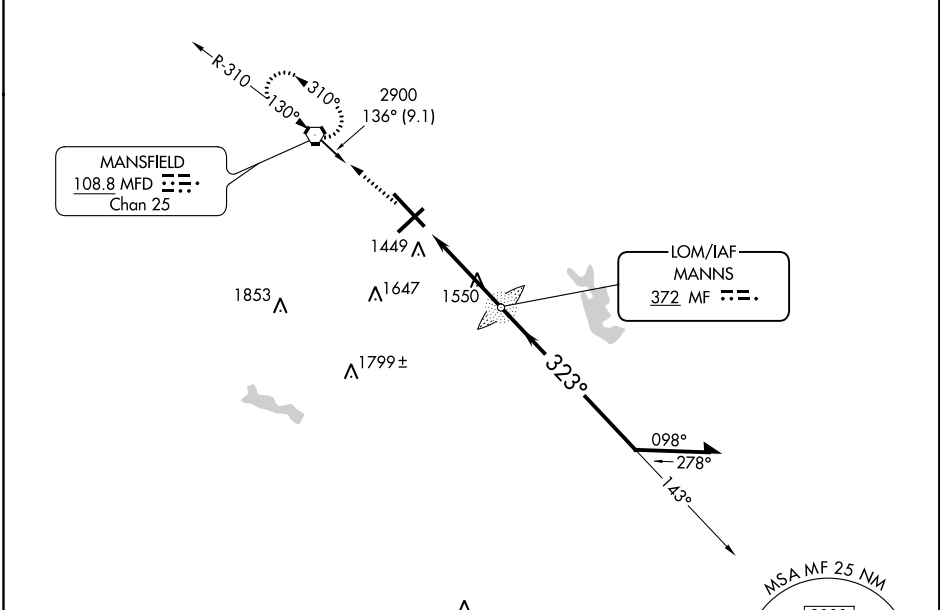 R-310
310°
130°
2900
136° (9.1)
MANSFIELD
108.8 MFD
Chan 25
1449
LOM/IAF
MANNS
372 MF
1853
1647
1550
1799±
323°
098°
278°
143°
MSA MF 25 NM